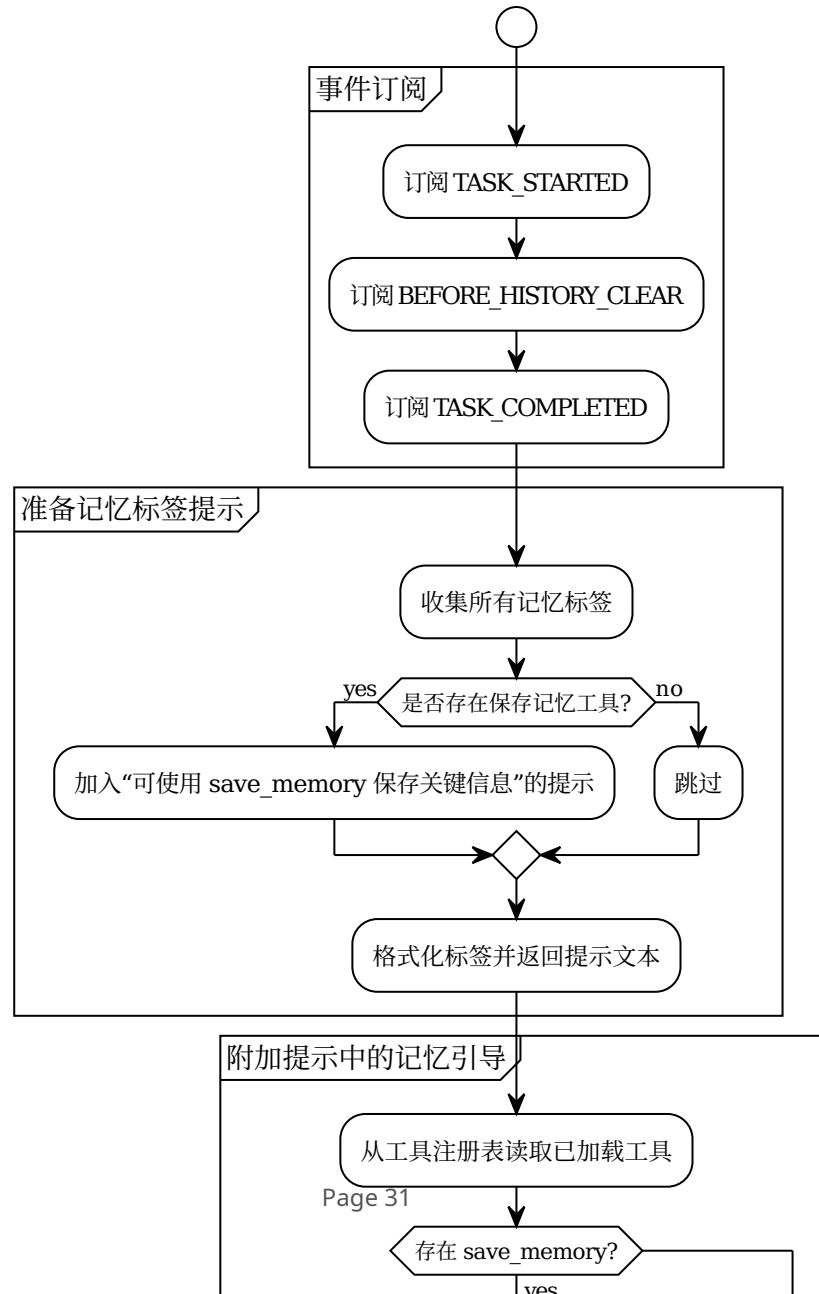 事件订阅
订阅 TASK_STARTED
订阅 BEFORE_HISTORY_CLEAR
订阅 TASK_COMPLETED
准备记忆标签提示
收集所有记忆标签
yes
是否存在保存记忆工具?
no
加入“可使用 save_memory 保存关键信息”的提示
跳过
格式化标签并返回提示文本
附加提示中的记忆引导
从工具注册表读取已加载工具
Page 31
存在 save_memory?
yes